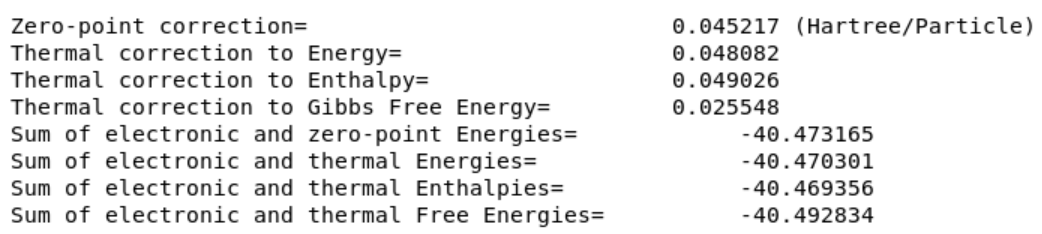 Zero-point correction=                           0.045217 (Hartree/Particle)
Thermal correction to Energy=                    0.048082
Thermal correction to Enthalpy=                  0.049026
Thermal correction to Gibbs Free Energy=         0.025548
Sum of electronic and zero-point Energies=            -40.473165
Sum of electronic and thermal Energies=               -40.470301
Sum of electronic and thermal Enthalpies=             -40.469356
Sum of electronic and thermal Free Energies=          -40.492834